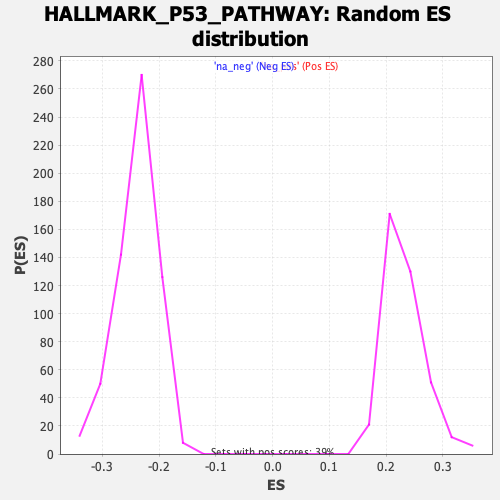 HALLMARK_P53_PATHWAY: Random ES
distribution
'na_neg' (Neg ES) s' (Pos ES)
280
260
240
220
200
180
160
140
120
100
80
60
40
20
0
P(ES)
Sets with pos scores: 39%
-0.3 -0.2 -0.1 0.0 0.1 0.2 0.3
ES